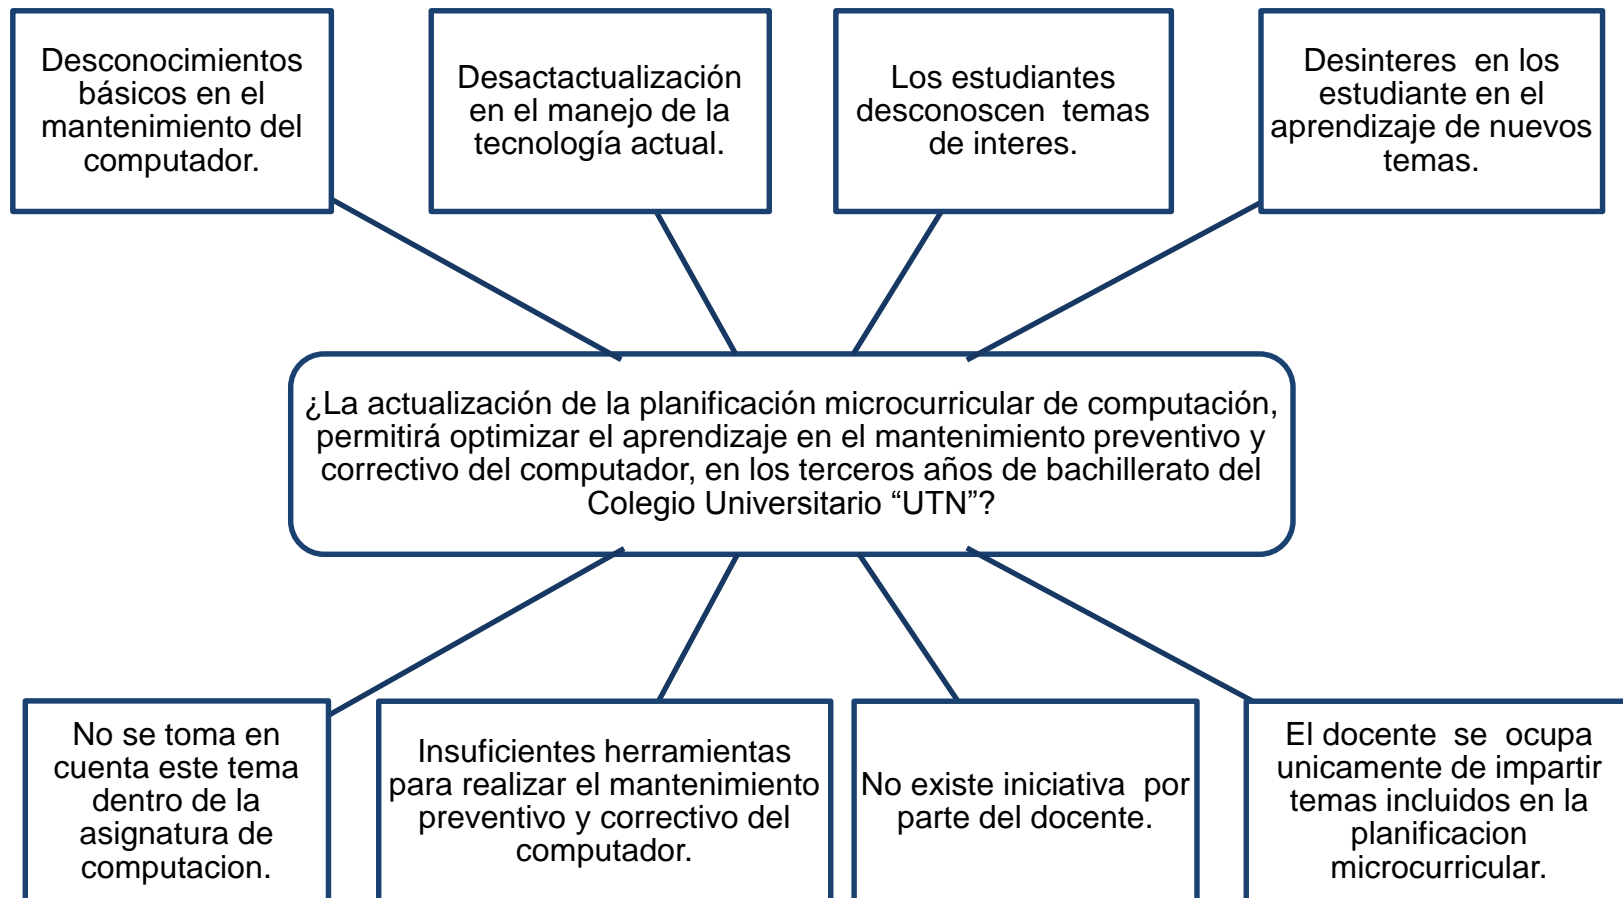 Desconocimientos
básicos en el
mantenimiento del
computador.
Desactactualización
en el manejo de la
tecnología actual.
Los estudiantes
desconoscen temas
de interes.
Desinteres en los
estudiante en el
aprendizaje de nuevos
temas.
¿La actualización de la planificación microcurricular de computación,
permitirá optimizar el aprendizaje en el mantenimiento preventivo y
correctivo del computador, en los terceros años de bachillerato del
Colegio Universitario “UTN”?
No se toma en
cuenta este tema
dentro de la
asignatura de
computacion.
Insuficientes herramientas
para realizar el mantenimiento
preventivo y correctivo del
computador.
No existe iniciativa por
parte del docente.
El docente se ocupa
unicamente de impartir
temas incluidos en la
planificacion
microcurricular.